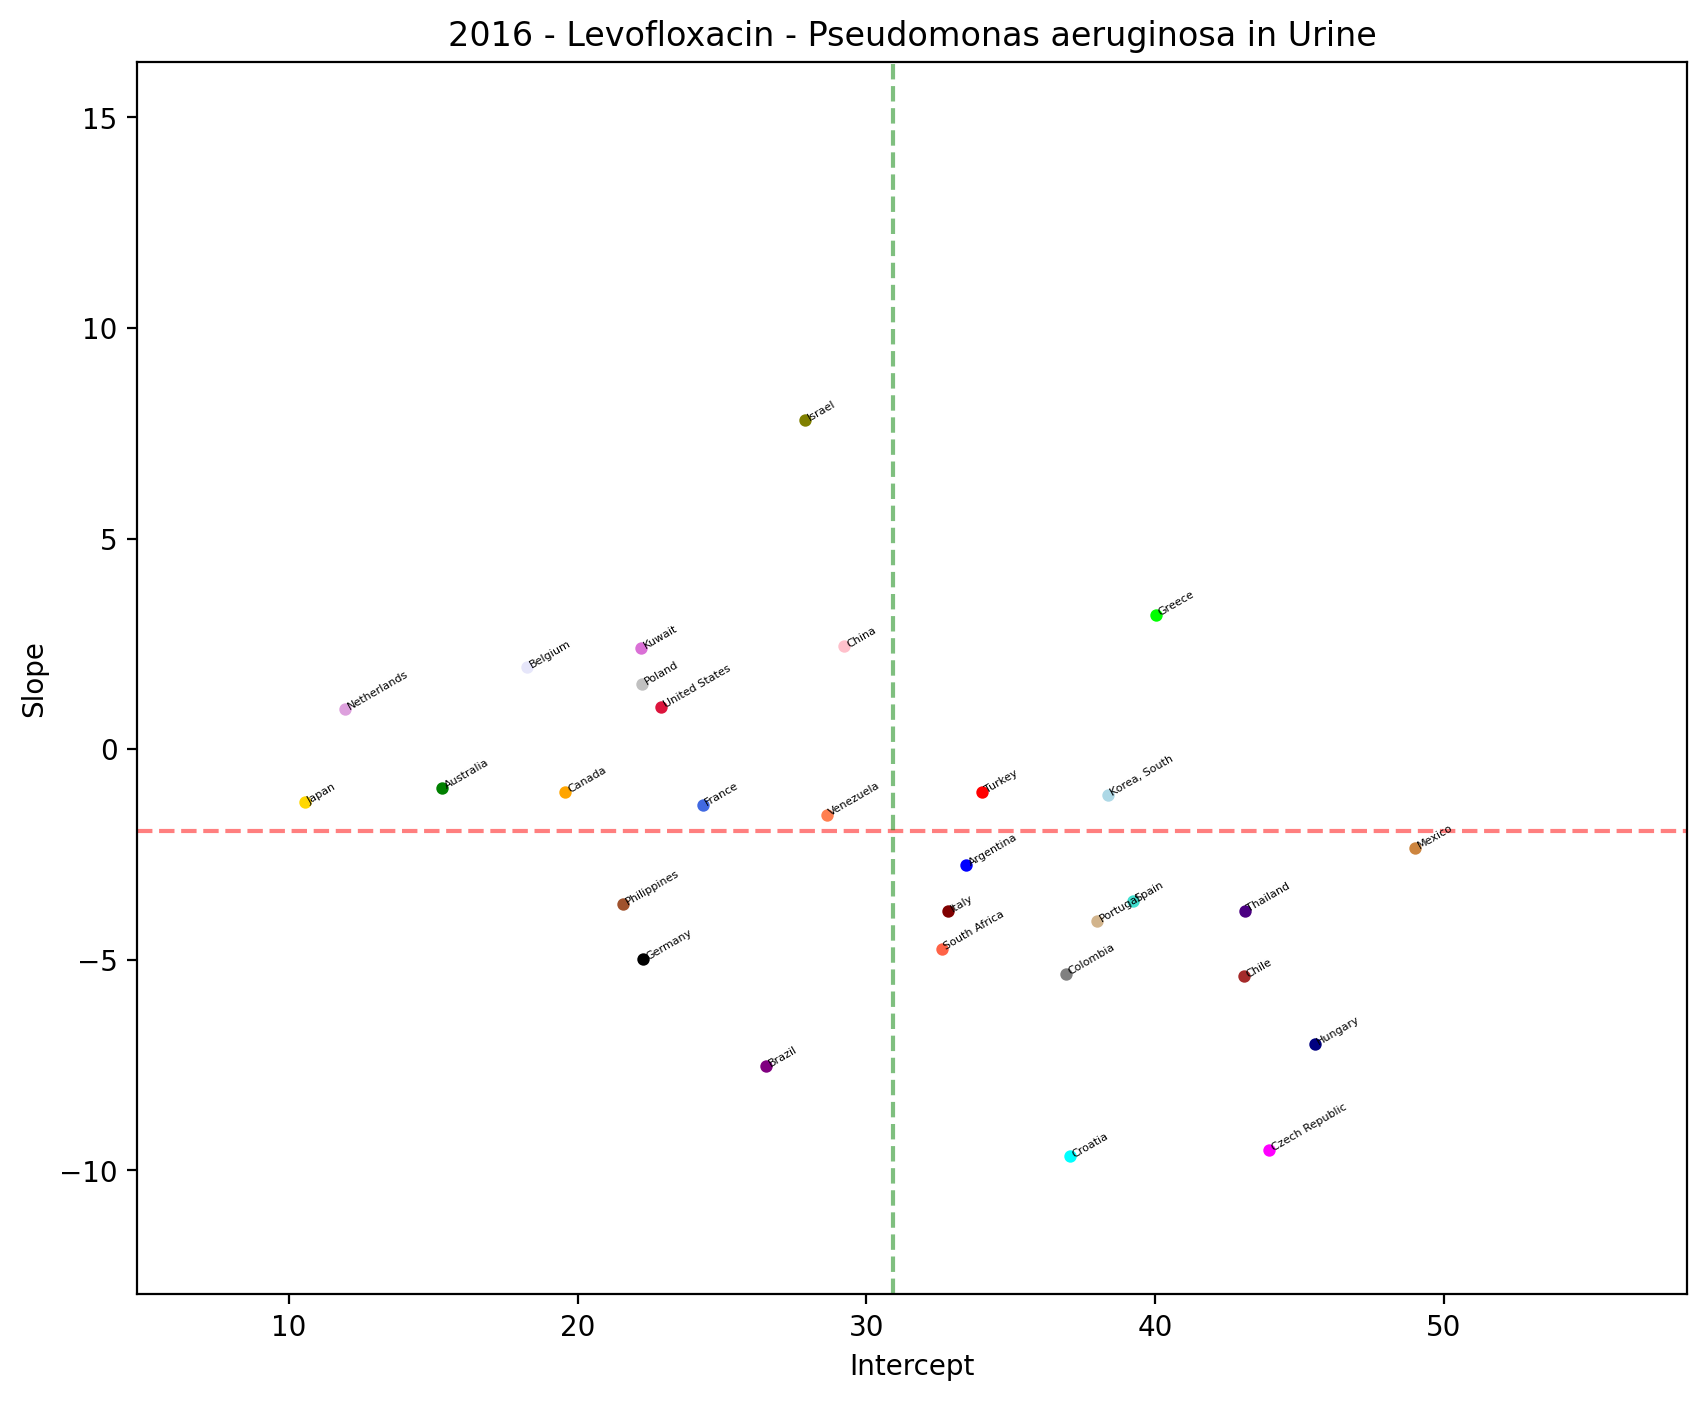 2016 - Levofloxacin - Pseudomonas aeruginosa in Urine
Slope
15
10
5
0
−5
−10
Israel
Greece
China
Kuwait
Belgium
Poland
United States
Netherlands
Australia
Canada
Turkey
Korea, South
Japan
France
Venezuela
Mexico
Argentina
Spain
Philippines
Italy
Thailand
Portugal
South Africa
Germany
Colombia
Chile
Hungary
Brazil
Czech Republic
Croatia
10
20
30
40
50
Intercept